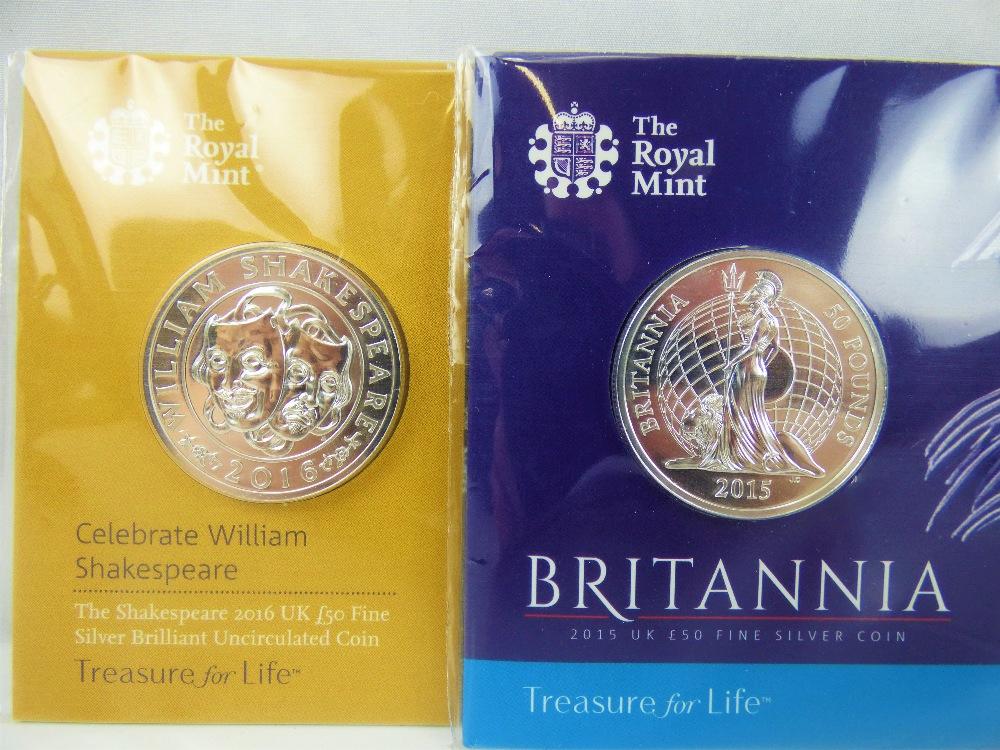 The
Royal
Mint®
WILLIAM SHAKESPEARE
2016
Celebrate William
Shakespeare
The Shakespeare 2016 UK £50 Fine
Silver Brilliant Uncirculated Coin
Treasure for Life™
The
Royal
Mint
BRITANNIA
50 POUNDS
2015
BRITANNIA
2015 UK £50 FINE SILVER COIN
Treasure for Life™